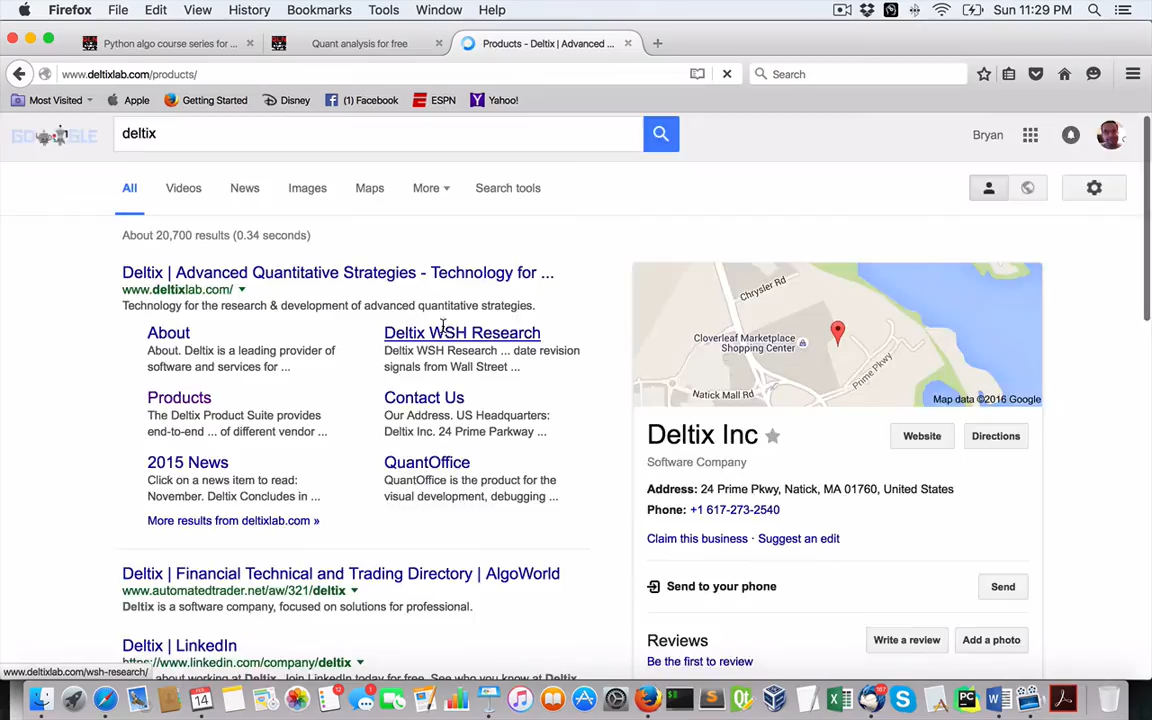 Firefox File Edit View History Bookmarks Tools Window Help Sun 11:29 PM
Python algo course series for ... Quant analysis for free Products - Deltix | Advanced ...
www.deltixlab.com/products/ Search
Most Visited Apple Getting Started Disney (1) Facebook ESPN Yahoo!
deltix Bryan
All Videos News Images Maps More Search tools
About 20,700 results (0.34 seconds)
Deltix | Advanced Quantitative Strategies - Technology for ...
www.deltixlab.com/
Technology for the research & development of advanced quantitative strategies.
About
About. Deltix is a leading provider of
software and services for ...
Deltix WSH Research
Deltix WSH Research ... date revision
signals from Wall Street ...
Products
The Deltix Product Suite provides
end-to-end ... of different vendor ...
Contact Us
Our Address. US Headquarters:
Deltix Inc. 24 Prime Parkway ...
2015 News
Click on a news item to read:
November. Deltix Concludes in ...
QuantOffice
QuantOffice is the product for the
visual development, debugging ...
More results from deltixlab.com »
Deltix | Financial Technical and Trading Directory | AlgoWorld
www.automatedtrader.net/aw/321/deltix
Deltix is a software company, focused on solutions for professional.
Deltix | LinkedIn
https://www.linkedin.com/company/deltix
www.deltixlab.com/wsh-research/
Chrysler Rd
Cloverleaf Marketplace
Shopping Center
Natick Mall Rd
Prime Pkwy
Map data ©2016 Google
Deltix Inc
Website Directions
Software Company
Address: 24 Prime Pkwy, Natick, MA 01760, United States
Phone: +1 617-273-2540
Claim this business · Suggest an edit
Send to your phone Send
Reviews Write a review Add a photo
Be the first to review